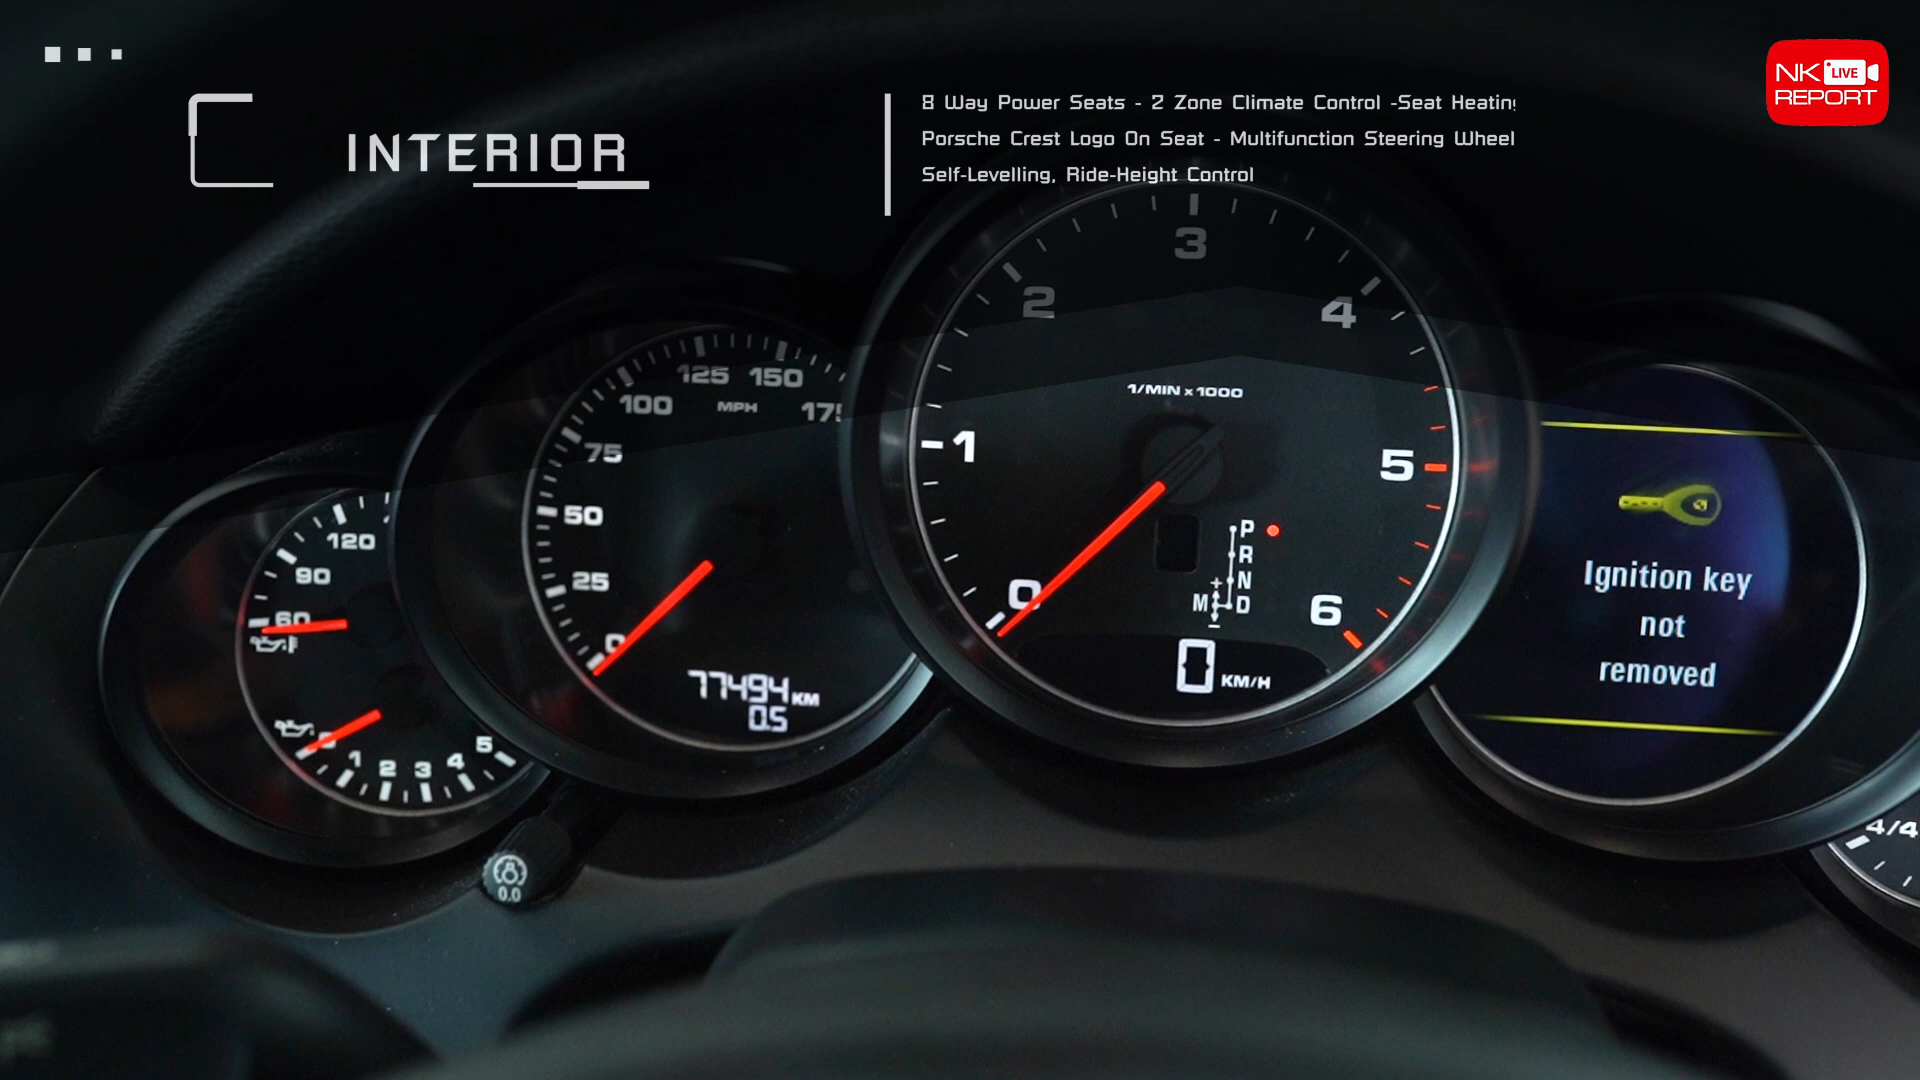 INTERIOR
8 Way Power Seats - 2 Zone Climate Control -Seat Heating
Porsche Crest Logo On Seat - Multifunction Steering Wheel
Self-Levelling, Ride-Height Control
NK LIVE
REPORT
120
90
60
0
1
2
3
4
5
0
25
50
75
100
125
150
MPH
77494 KM
0.5
0
1
2
3
4
5
6
1/MIN x 1000
P
R
N
M D
+
-
0 KM/H
Ignition key
not
removed
0.0
4/4